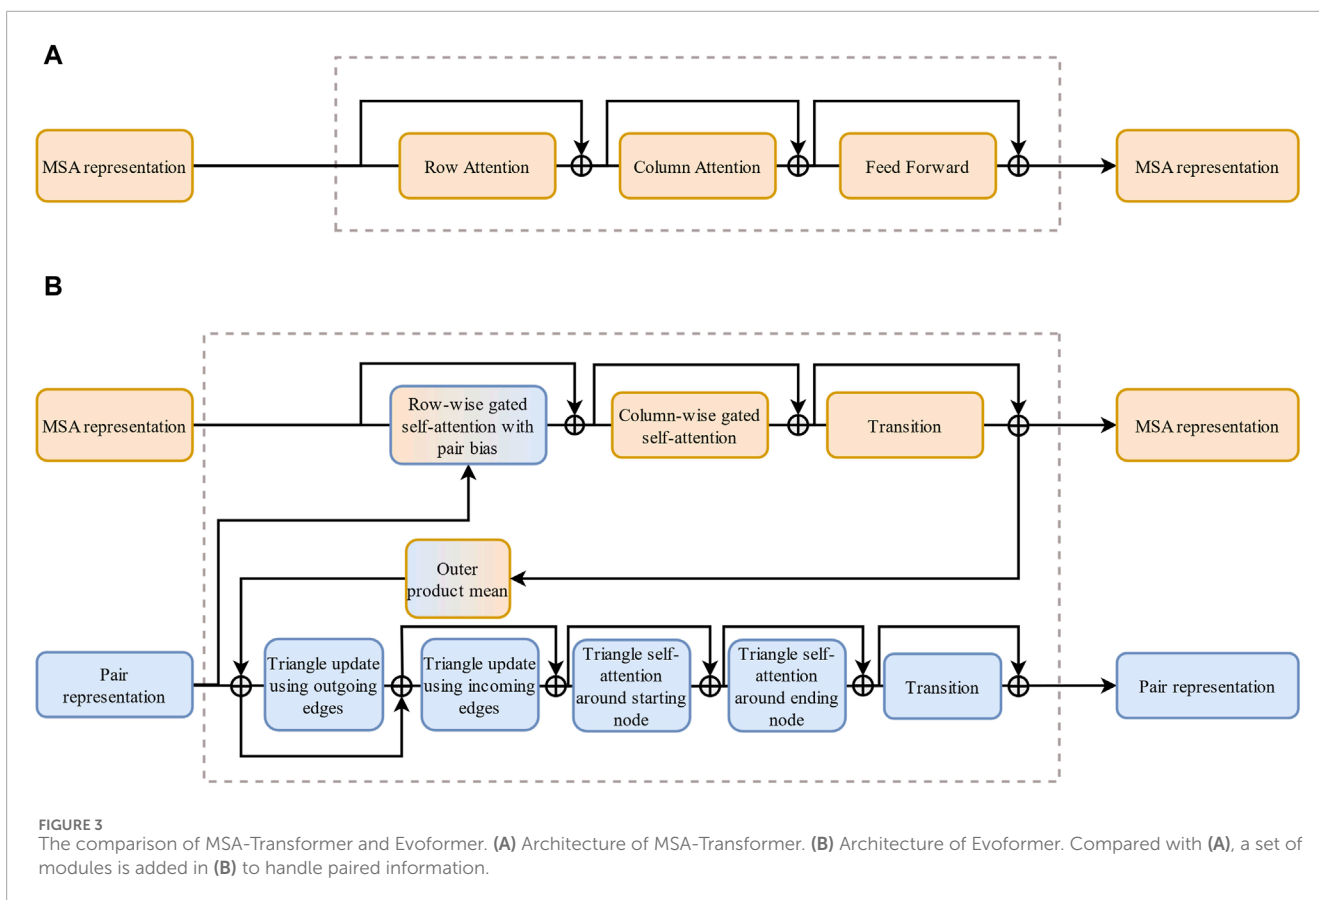 A
MSA representation
Row Attention
Column Attention
Feed Forward
MSA representation
B
MSA representation
Row-wise gated
self-attention with
pair bias
Column-wise gated
self-attention
Transition
MSA representation
Outer
product mean
Pair
representation
Triangle update
using outgoing
edges
Triangle update
using incoming
edges
Triangle self-
attention
around starting
node
Triangle self-
attention
around ending
node
Transition
Pair representation
FIGURE 3
The comparison of MSA-Transformer and Evoformer. (A) Architecture of MSA-Transformer. (B) Architecture of Evoformer. Compared with (A), a set of
modules is added in (B) to handle paired information.